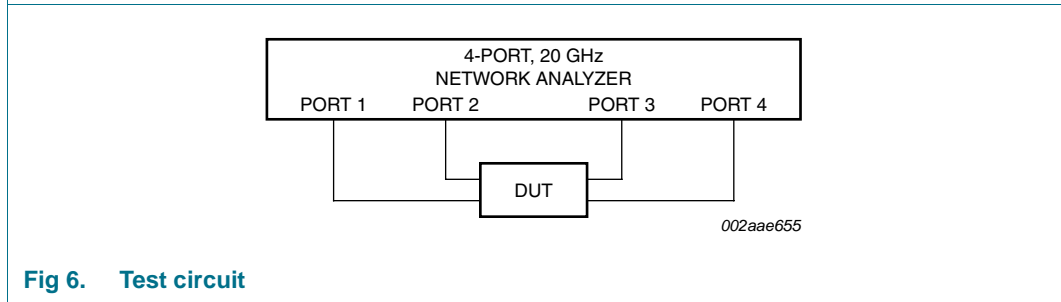 4-PORT, 20 GHz
NETWORK ANALYZER
PORT 1 PORT 2 PORT 3 PORT 4
DUT
002aae655
Fig 6. Test circuit